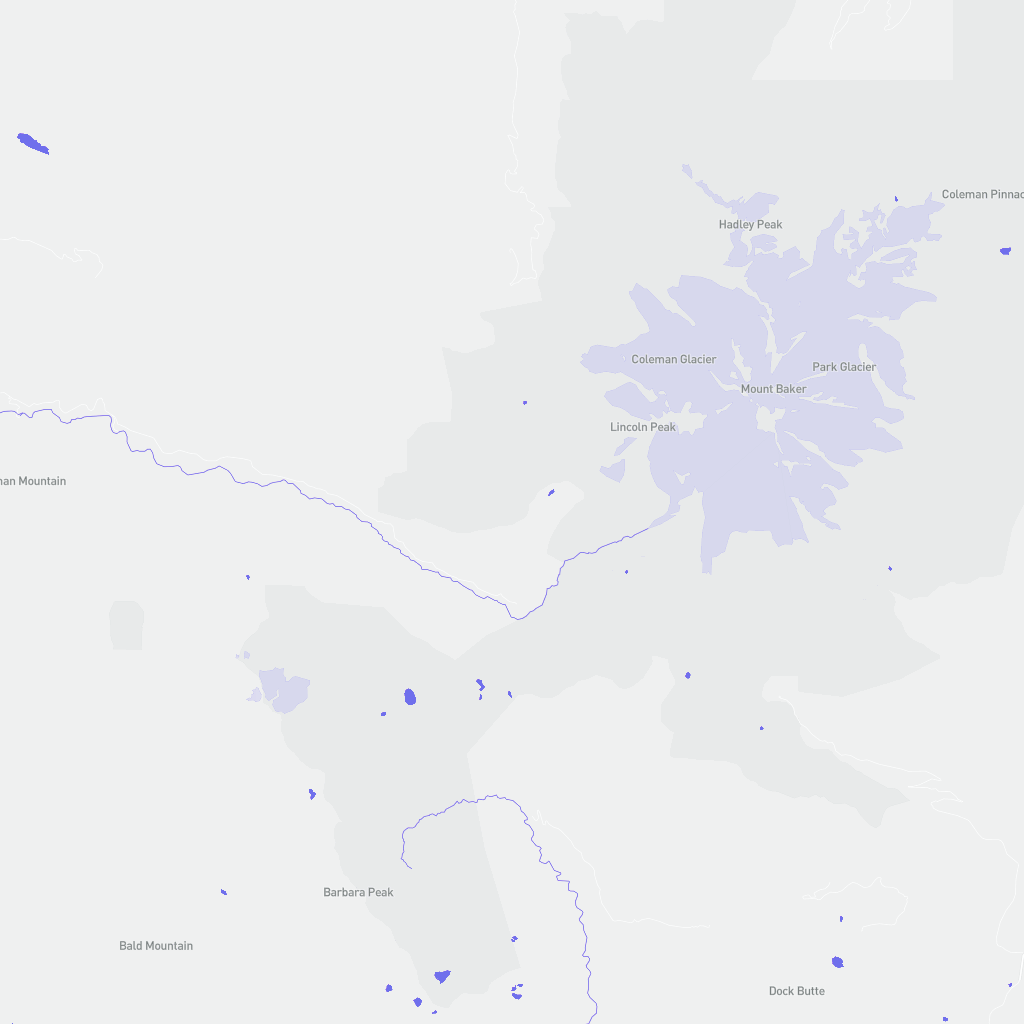 Coleman Pinnac
Hadley Peak
Coleman Glacier
Park Glacier
Mount Baker
Lincoln Peak
nan Mountain
Barbara Peak
Bald Mountain
Dock Butte